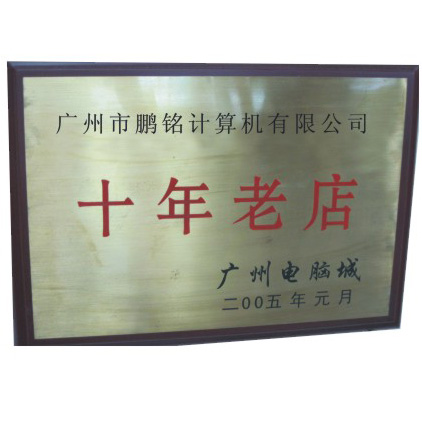 广州市鹏铭计算机有限公司
十年老店
广州电脑城
二00五年元月